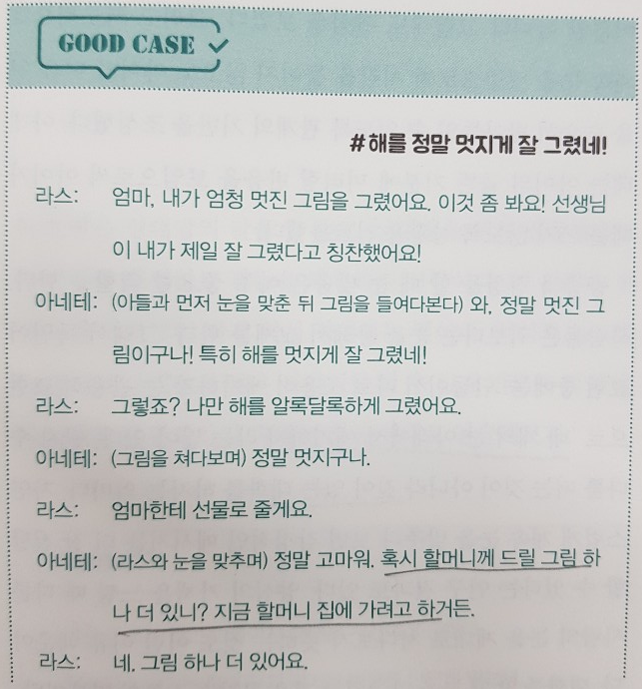 GOOD CASE
#해를 정말 멋지게 잘 그렸네!
라스: 엄마, 내가 엄청 멋진 그림을 그렸어요. 이것 좀 봐요! 선생님
이 내가 제일 잘 그렸다고 칭찬했어요!
아네테: (아들과 먼저 눈을 맞춘 뒤 그림을 들여다본다) 와, 정말 멋진 그
림이구나! 특히 해를 멋지게 잘 그렸네!
라스: 그렇죠? 나만 해를 알록달록하게 그렸어요.
아네테: (그림을 쳐다보며) 정말 멋지구나.
라스: 엄마한테 선물로 줄게요.
아네테: (라스와 눈을 맞추며) 정말 고마워. 혹시 할머니께 드릴 그림 하
나 더 있니? 지금 할머니 집에 가려고 하거든.
라스: 네. 그림 하나 더 있어요.